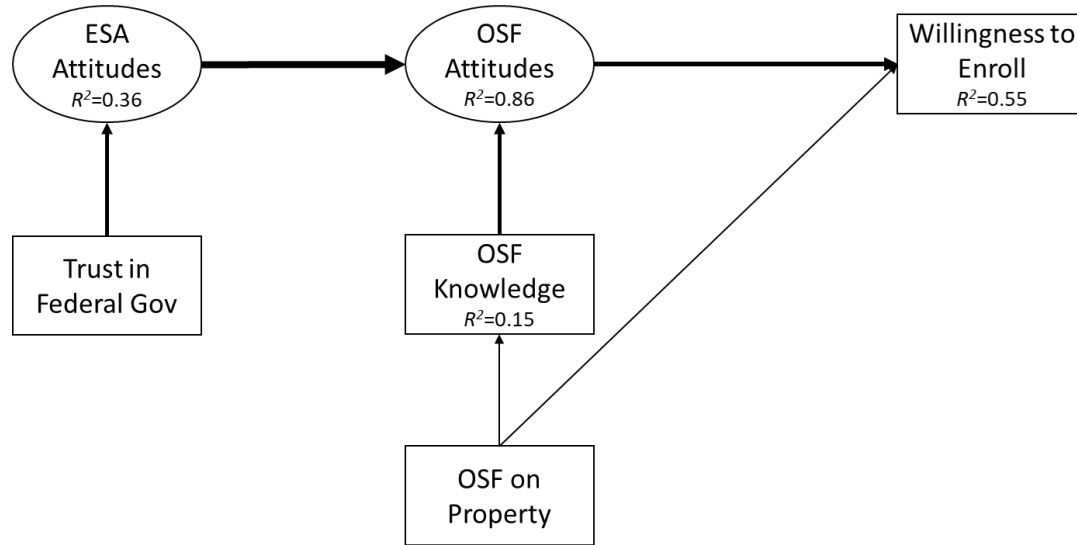 ESA
Attitudes
R²=0.36
OSF
Attitudes
R²=0.86
Willingness to
Enroll
R²=0.55
Trust in
Federal Gov
OSF
Knowledge
R²=0.15
OSF on
Property